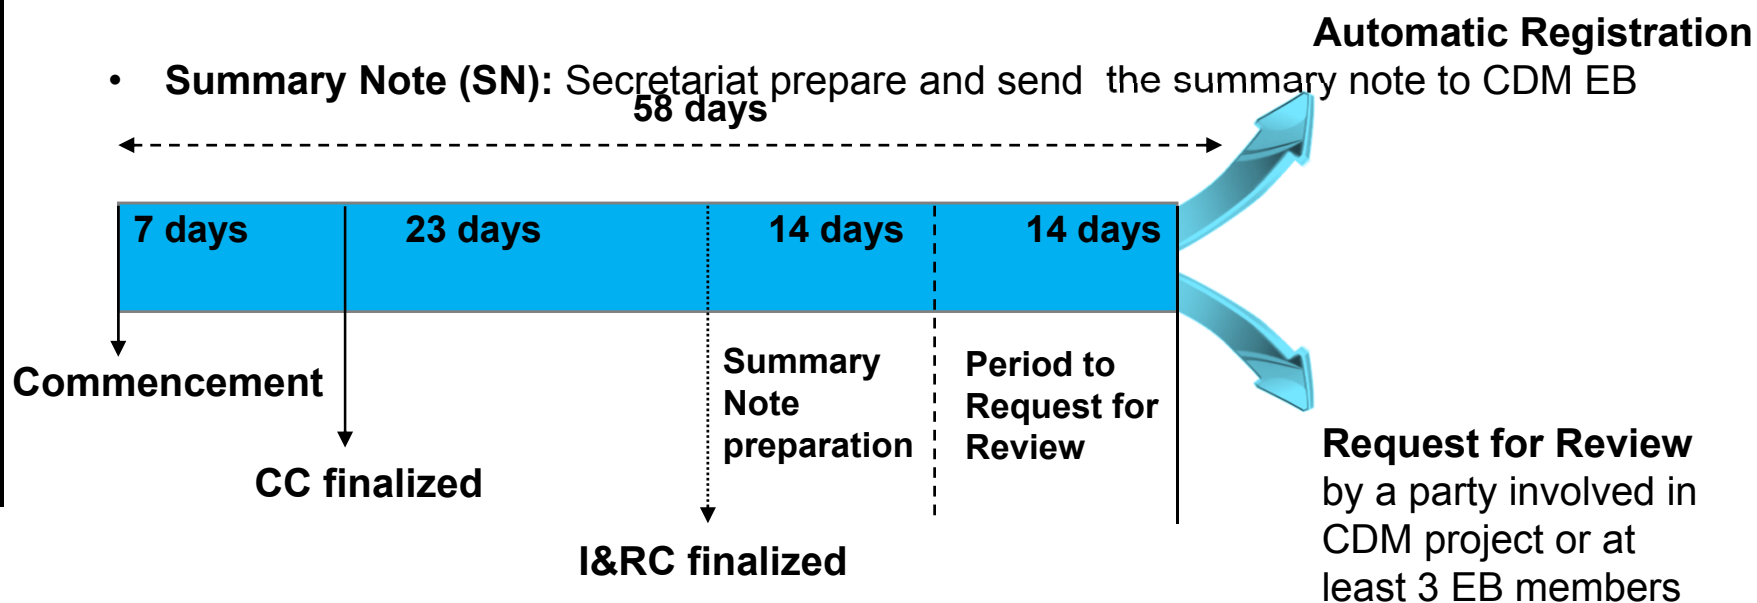 Automatic Registration
• Summary Note (SN): Secretariat prepare and send the summary note to CDM EB
58 days
7 days
23 days
14 days
14 days
Commencement
CC finalized
I&RC finalized
Summary
Note
preparation
Period to
Request for
Review
Request for Review
by a party involved in
CDM project or at
least 3 EB members